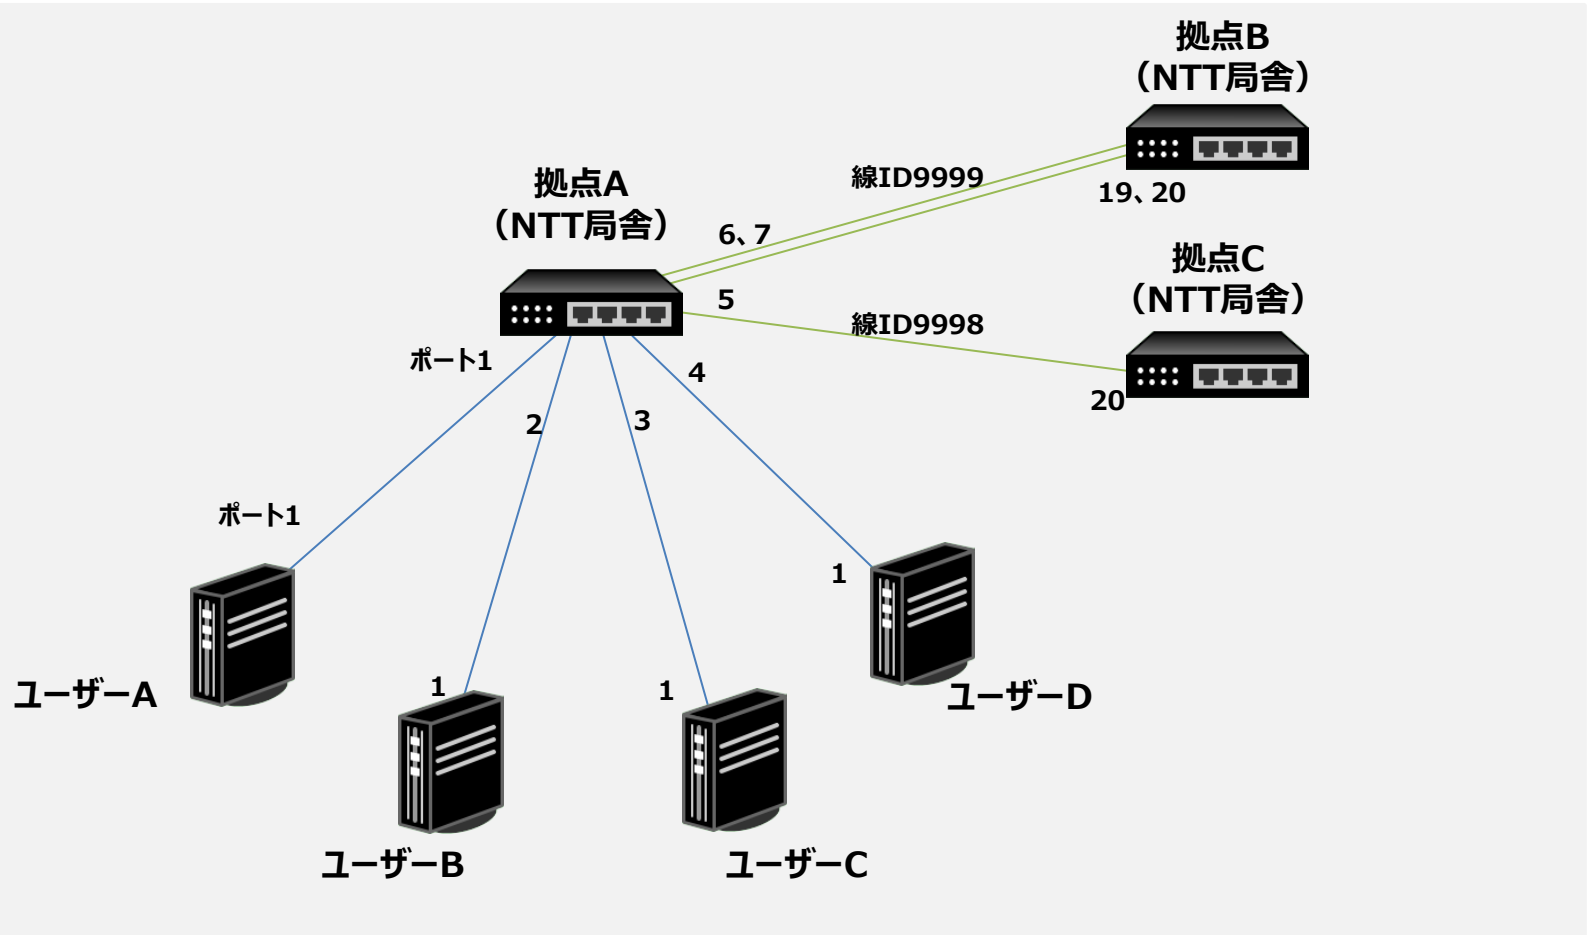 拠点B
（NTT局舎）
線ID9999
19、20
拠点A
（NTT局舎）
6、7
拠点C
（NTT局舎）
5
線ID9998
20
ポート1
4
2
3
ポート1
1
ユーザーA
1
1
ユーザーD
ユーザーB
ユーザーC